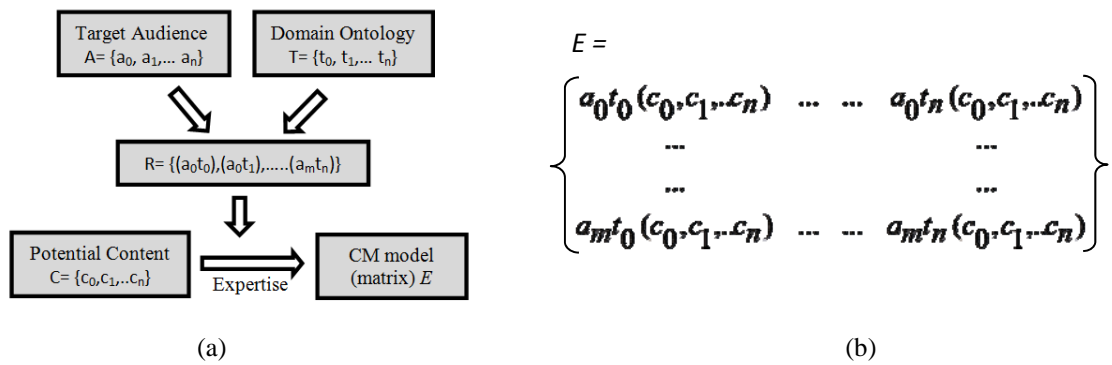 Target Audience
A= {a₀, a₁,... aₙ}
Domain Ontology
T= {t₀, t₁,... tₙ}
R= {(a₀t₀),(a₀t₁),.....(aₘtₙ)}
Potential Content
C= {c₀,c₁,..cₙ}
Expertise
CM model
(matrix) E
(a)
E =
a₀t₀(c₀,c₁,..cₙ) ... ... a₀tₙ(c₀,c₁,..cₙ)
... ...
... ...
aₘt₀(c₀,c₁,..cₙ) ... ... aₘtₙ(c₀,c₁,..cₙ)
(b)